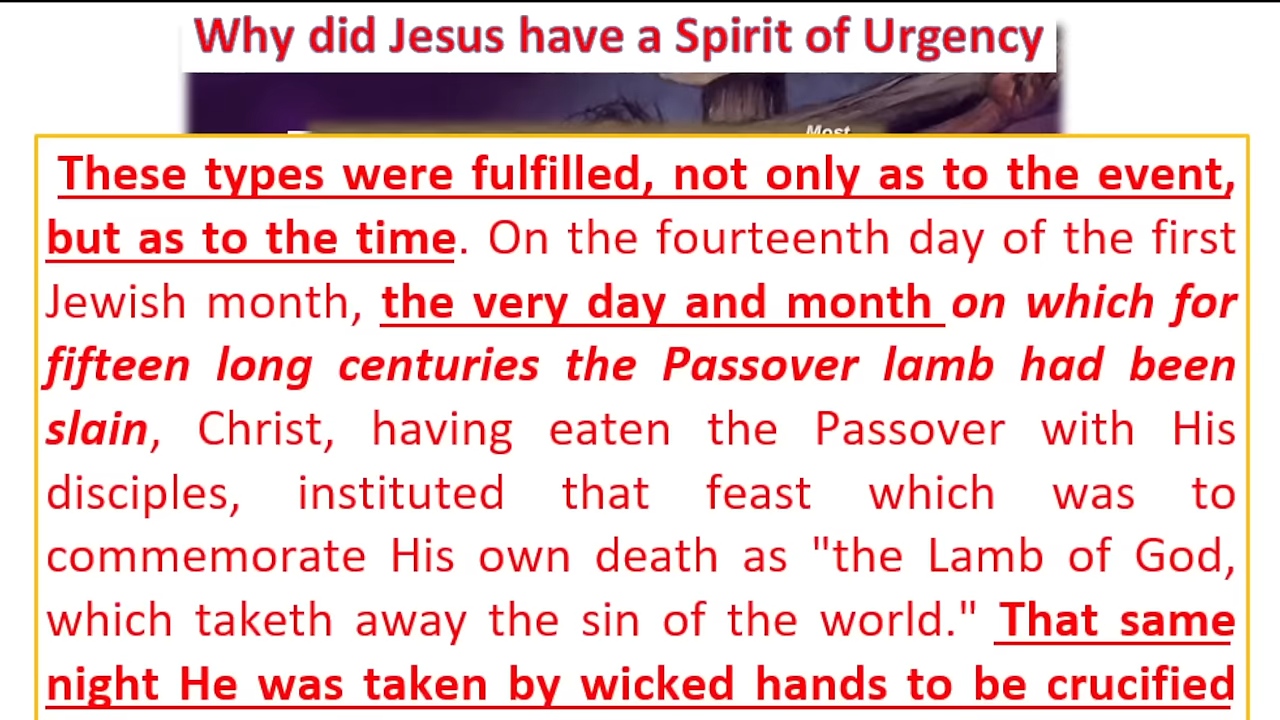 Why did Jesus have a Spirit of Urgency
Most
These types were fulfilled, not only as to the event,
but as to the time. On the fourteenth day of the first
Jewish month, the very day and month on which for
fifteen long centuries the Passover lamb had been
slain, Christ, having eaten the Passover with His
disciples, instituted that feast which was to
commemorate His own death as "the Lamb of God,
which taketh away the sin of the world." That same
night He was taken by wicked hands to be crucified